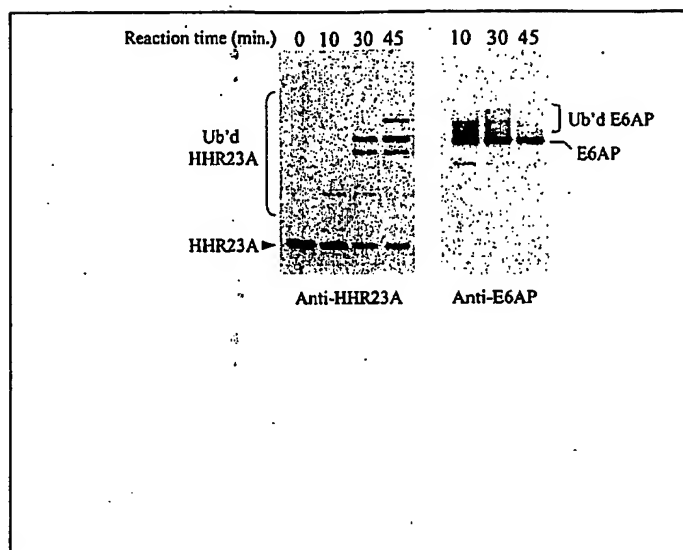 Reaction time (min.) 0 10 30 45 10 30 45
Ub'd E6AP
Ub'd
HHR23A
E6AP
HHR23A
Anti-HHR23A Anti-E6AP